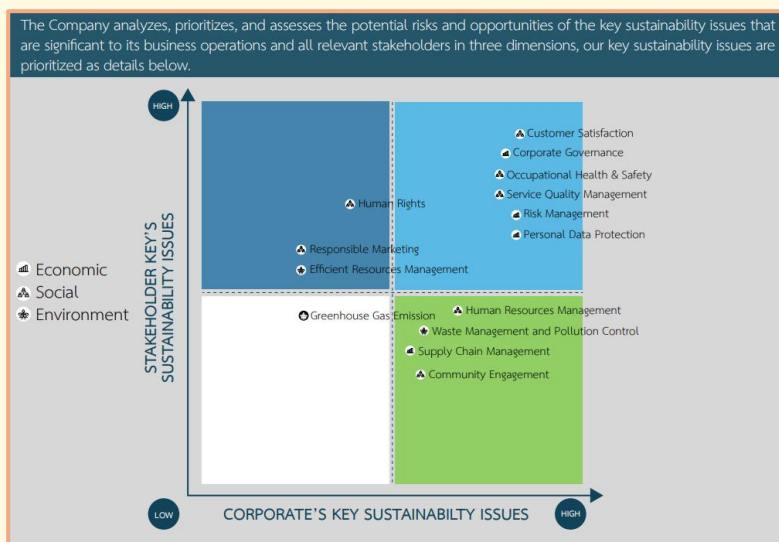 The Company analyzes, prioritizes, and assesses the potential risks and opportunities of the key sustainability issues that
are significant to its business operations and all relevant stakeholders in three dimensions, our key sustainability issues are
prioritized as details below.
HIGH
Customer Satisfaction
Corporate Governance
Occupational Health & Safety
Service Quality Management
Human Rights
Risk Management
Personal Data Protection
Responsible Marketing
Efficient Resources Management
Economic
Social
Environment
STAKEHOLDER KEY'S
SUSTAINABILITY ISSUES
Greenhouse Gas Emission
Human Resources Management
Waste Management and Pollution Control
Supply Chain Management
Community Engagement
LOW
CORPORATE'S KEY SUSTAINABILTY ISSUES
HIGH